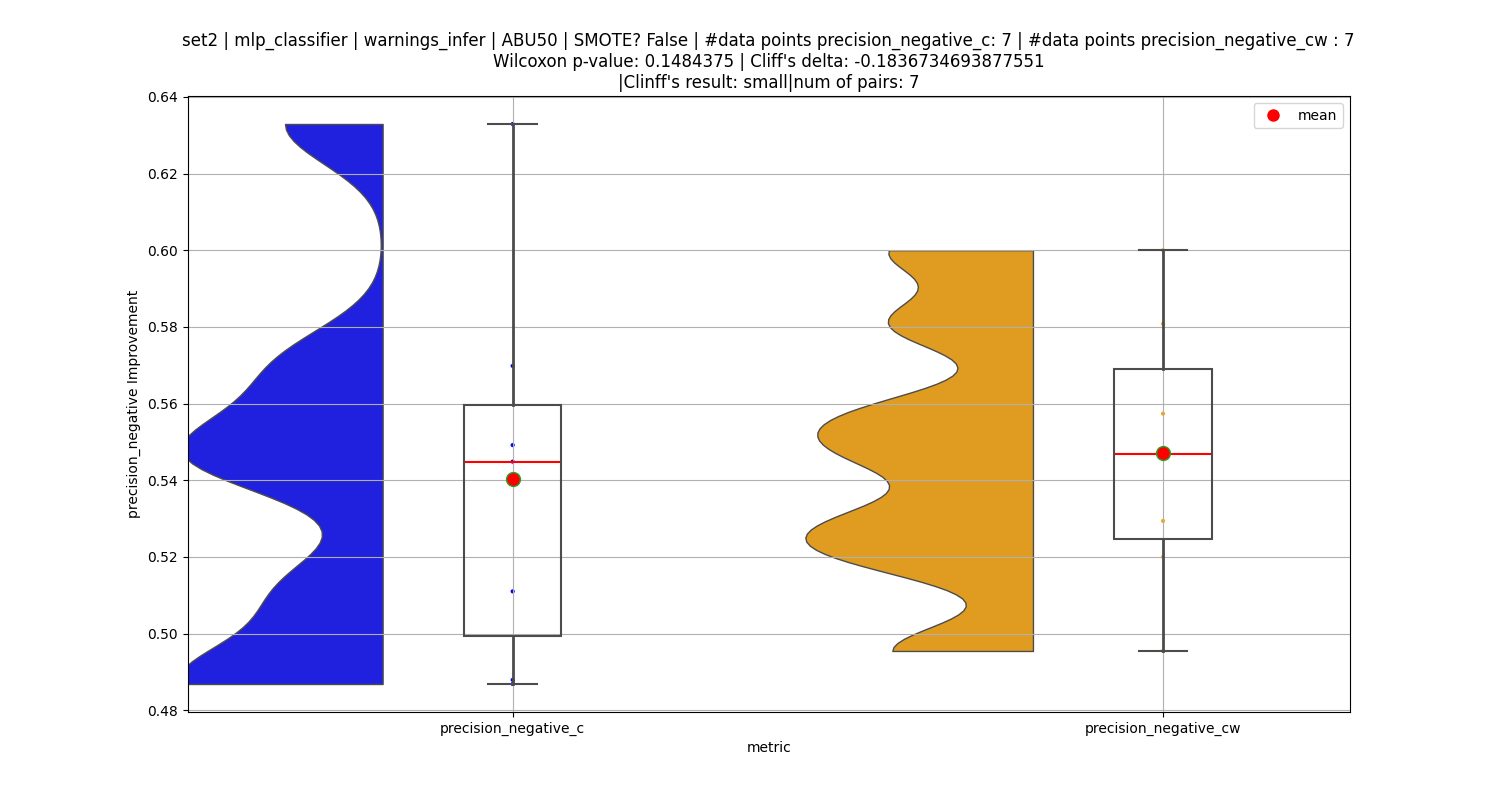 set2 | mlp_classifier | warnings_infer | ABU50 | SMOTE? False | #data points precision_negative_c: 7 | #data points precision_negative_cw : 7
Wilcoxon p-value: 0.1484375 | Cliff's delta: -0.1836734693877551
|Clinff's result: small|num of pairs: 7
mean
0.64
0.62
0.60
0.58
0.56
0.54
0.52
0.50
0.48
precision_negative Improvement
precision_negative_c
precision_negative_cw
metric